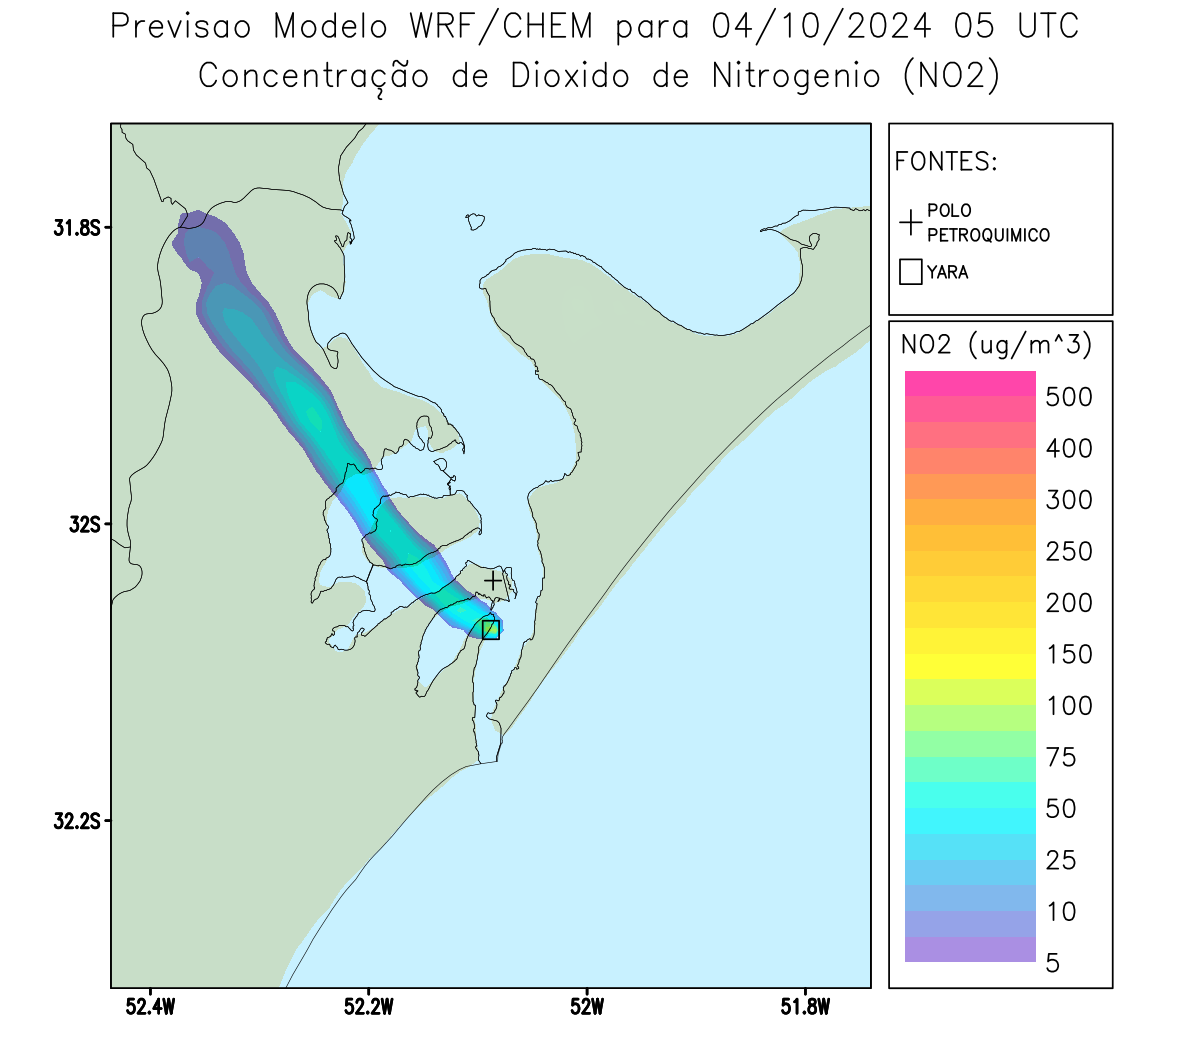 Previsao Modelo WRF/CHEM para 04/10/2024 05 UTC
Concentração de Dioxido de Nitrogenio (NO2)
FONTES:
POLO
PETROQUIMICO
YARA
31.8S
32S
32.2S
52.4W
52.2W
52W
51.8W
NO2 (ug/m^3)
500
400
300
250
200
150
100
75
50
25
10
5